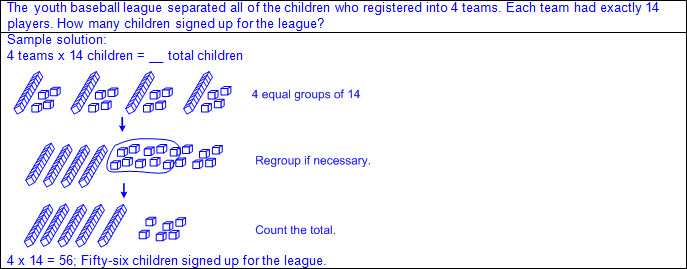 The youth baseball league separated all of the children who registered into 4 teams. Each team had exactly 14
players. How many children signed up for the league?
Sample solution:
4 teams x 14 children = __ total children
4 equal groups of 14
Regroup if necessary.
Count the total.
4 x 14 = 56; Fifty-six children signed up for the league.